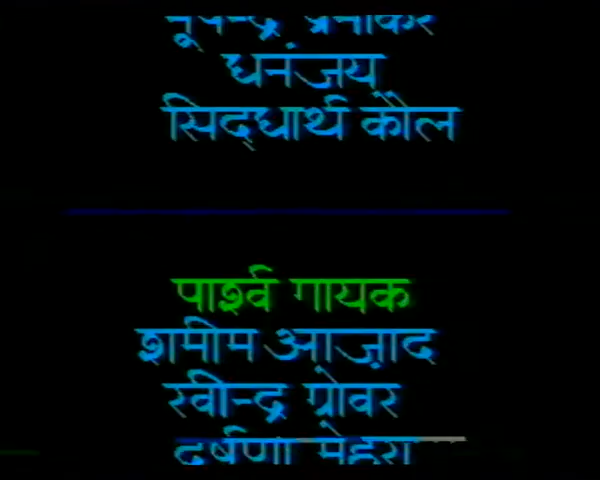 धनंजय
सिद्धार्थ कौल
पार्श्व गायक
शमीम आज़ाद
रवीन्द्र ग्रोवर